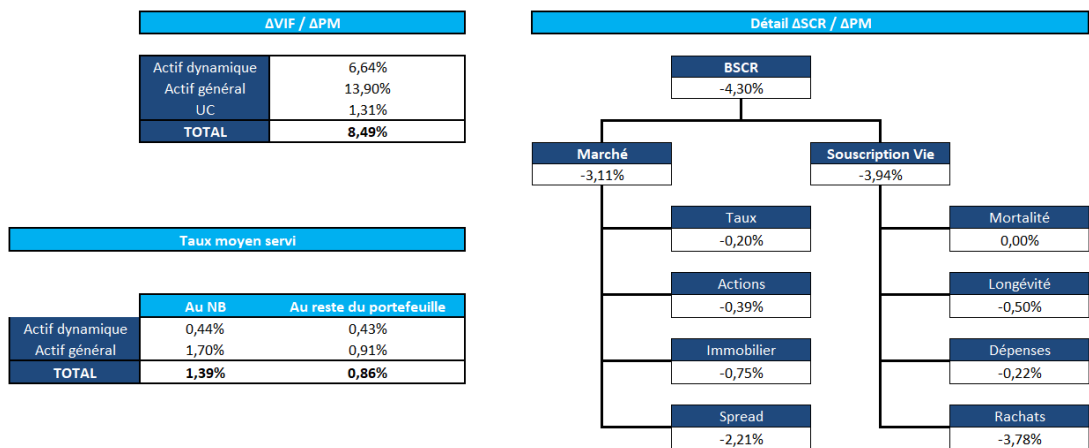 ΔVIF / ΔPM
Actif dynamique 6,64%
Actif général 13,90%
UC 1,31%
TOTAL 8,49%
Taux moyen servi
Au NB Au reste du portefeuille
Actif dynamique 0,44% 0,43%
Actif général 1,70% 0,91%
TOTAL 1,39% 0,86%
Détail ΔSCR / ΔPM
BSCR
-4,30%
Marché Souscription Vie
-3,11% -3,94%
Taux Mortalité
-0,20% 0,00%
Actions Longévité
-0,39% -0,50%
Immobilier Dépenses
-0,75% -0,22%
Spread Rachats
-2,21% -3,78%